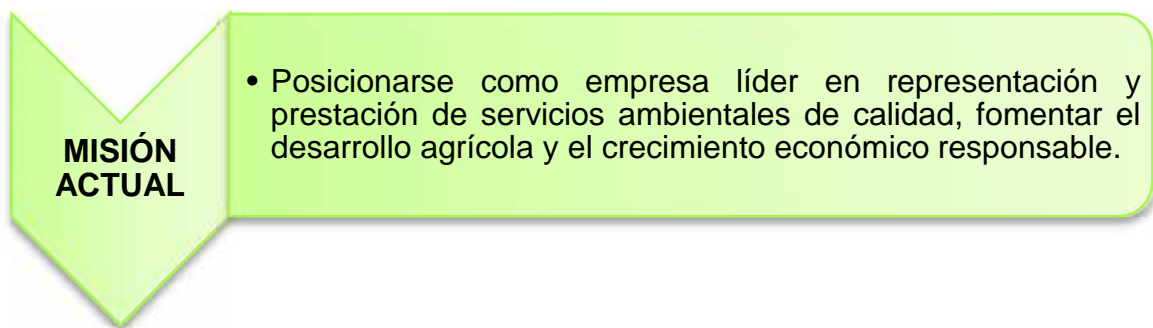 MISIÓN
ACTUAL
• Posicionarse como empresa líder en representación y
prestación de servicios ambientales de calidad, fomentar el
desarrollo agrícola y el crecimiento económico responsable.